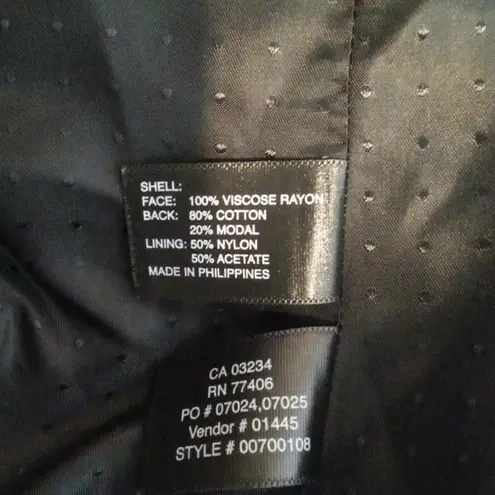 SHELL:
FACE: 100% VISCOSE RAYON
BACK: 80% COTTON
20% MODAL
LINING: 50% NYLON
50% ACETATE
MADE IN PHILIPPINES
CA 03234
RN 77406
PO # 07024,07025
Vendor # 01445
STYLE # 00700108